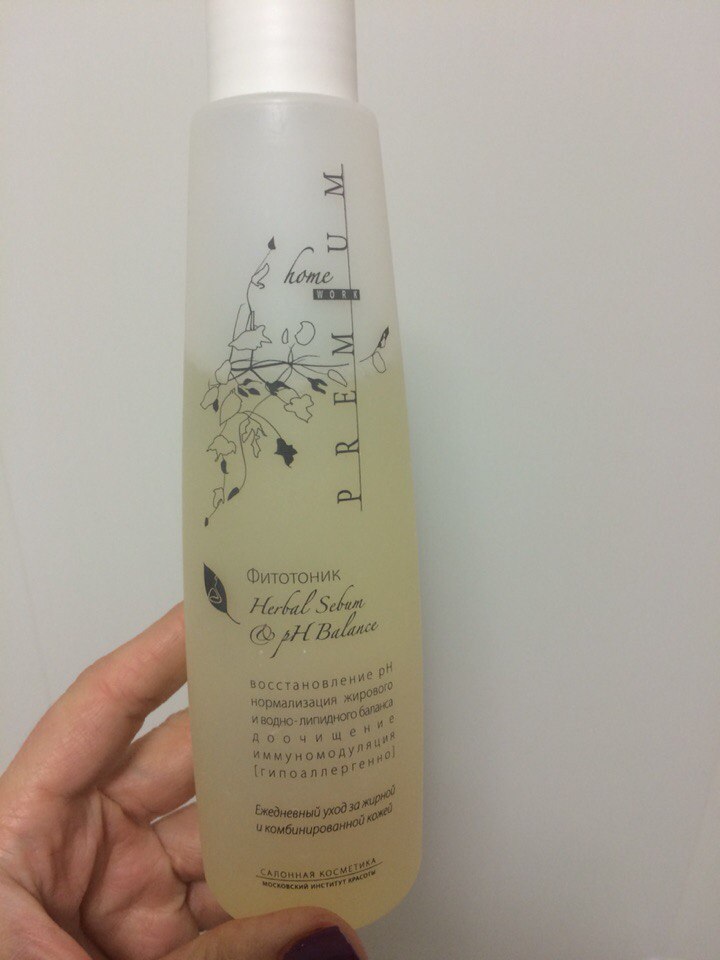 PREMIUM
home
WORK
Фитотоник
Herbal Sebum
& pH Balance
восстановление pH
нормализация жирового
и водно-липидного баланса
доочищение
иммуномодуляция
[гипоаллергенно]
Ежедневный уход за жирной
и комбинированной кожей
САЛОННАЯ КОСМЕТИКА
МОСКОВСКИЙ ИНСТИТУТ КРАСОТЫ